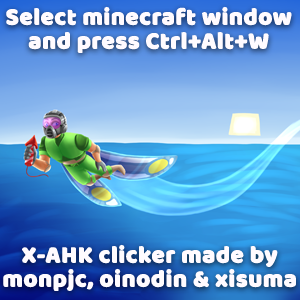 Select minecraft window
and press Ctrl+Alt+W
X-AHK clicker made by
monpjc, oinodin & xisuma